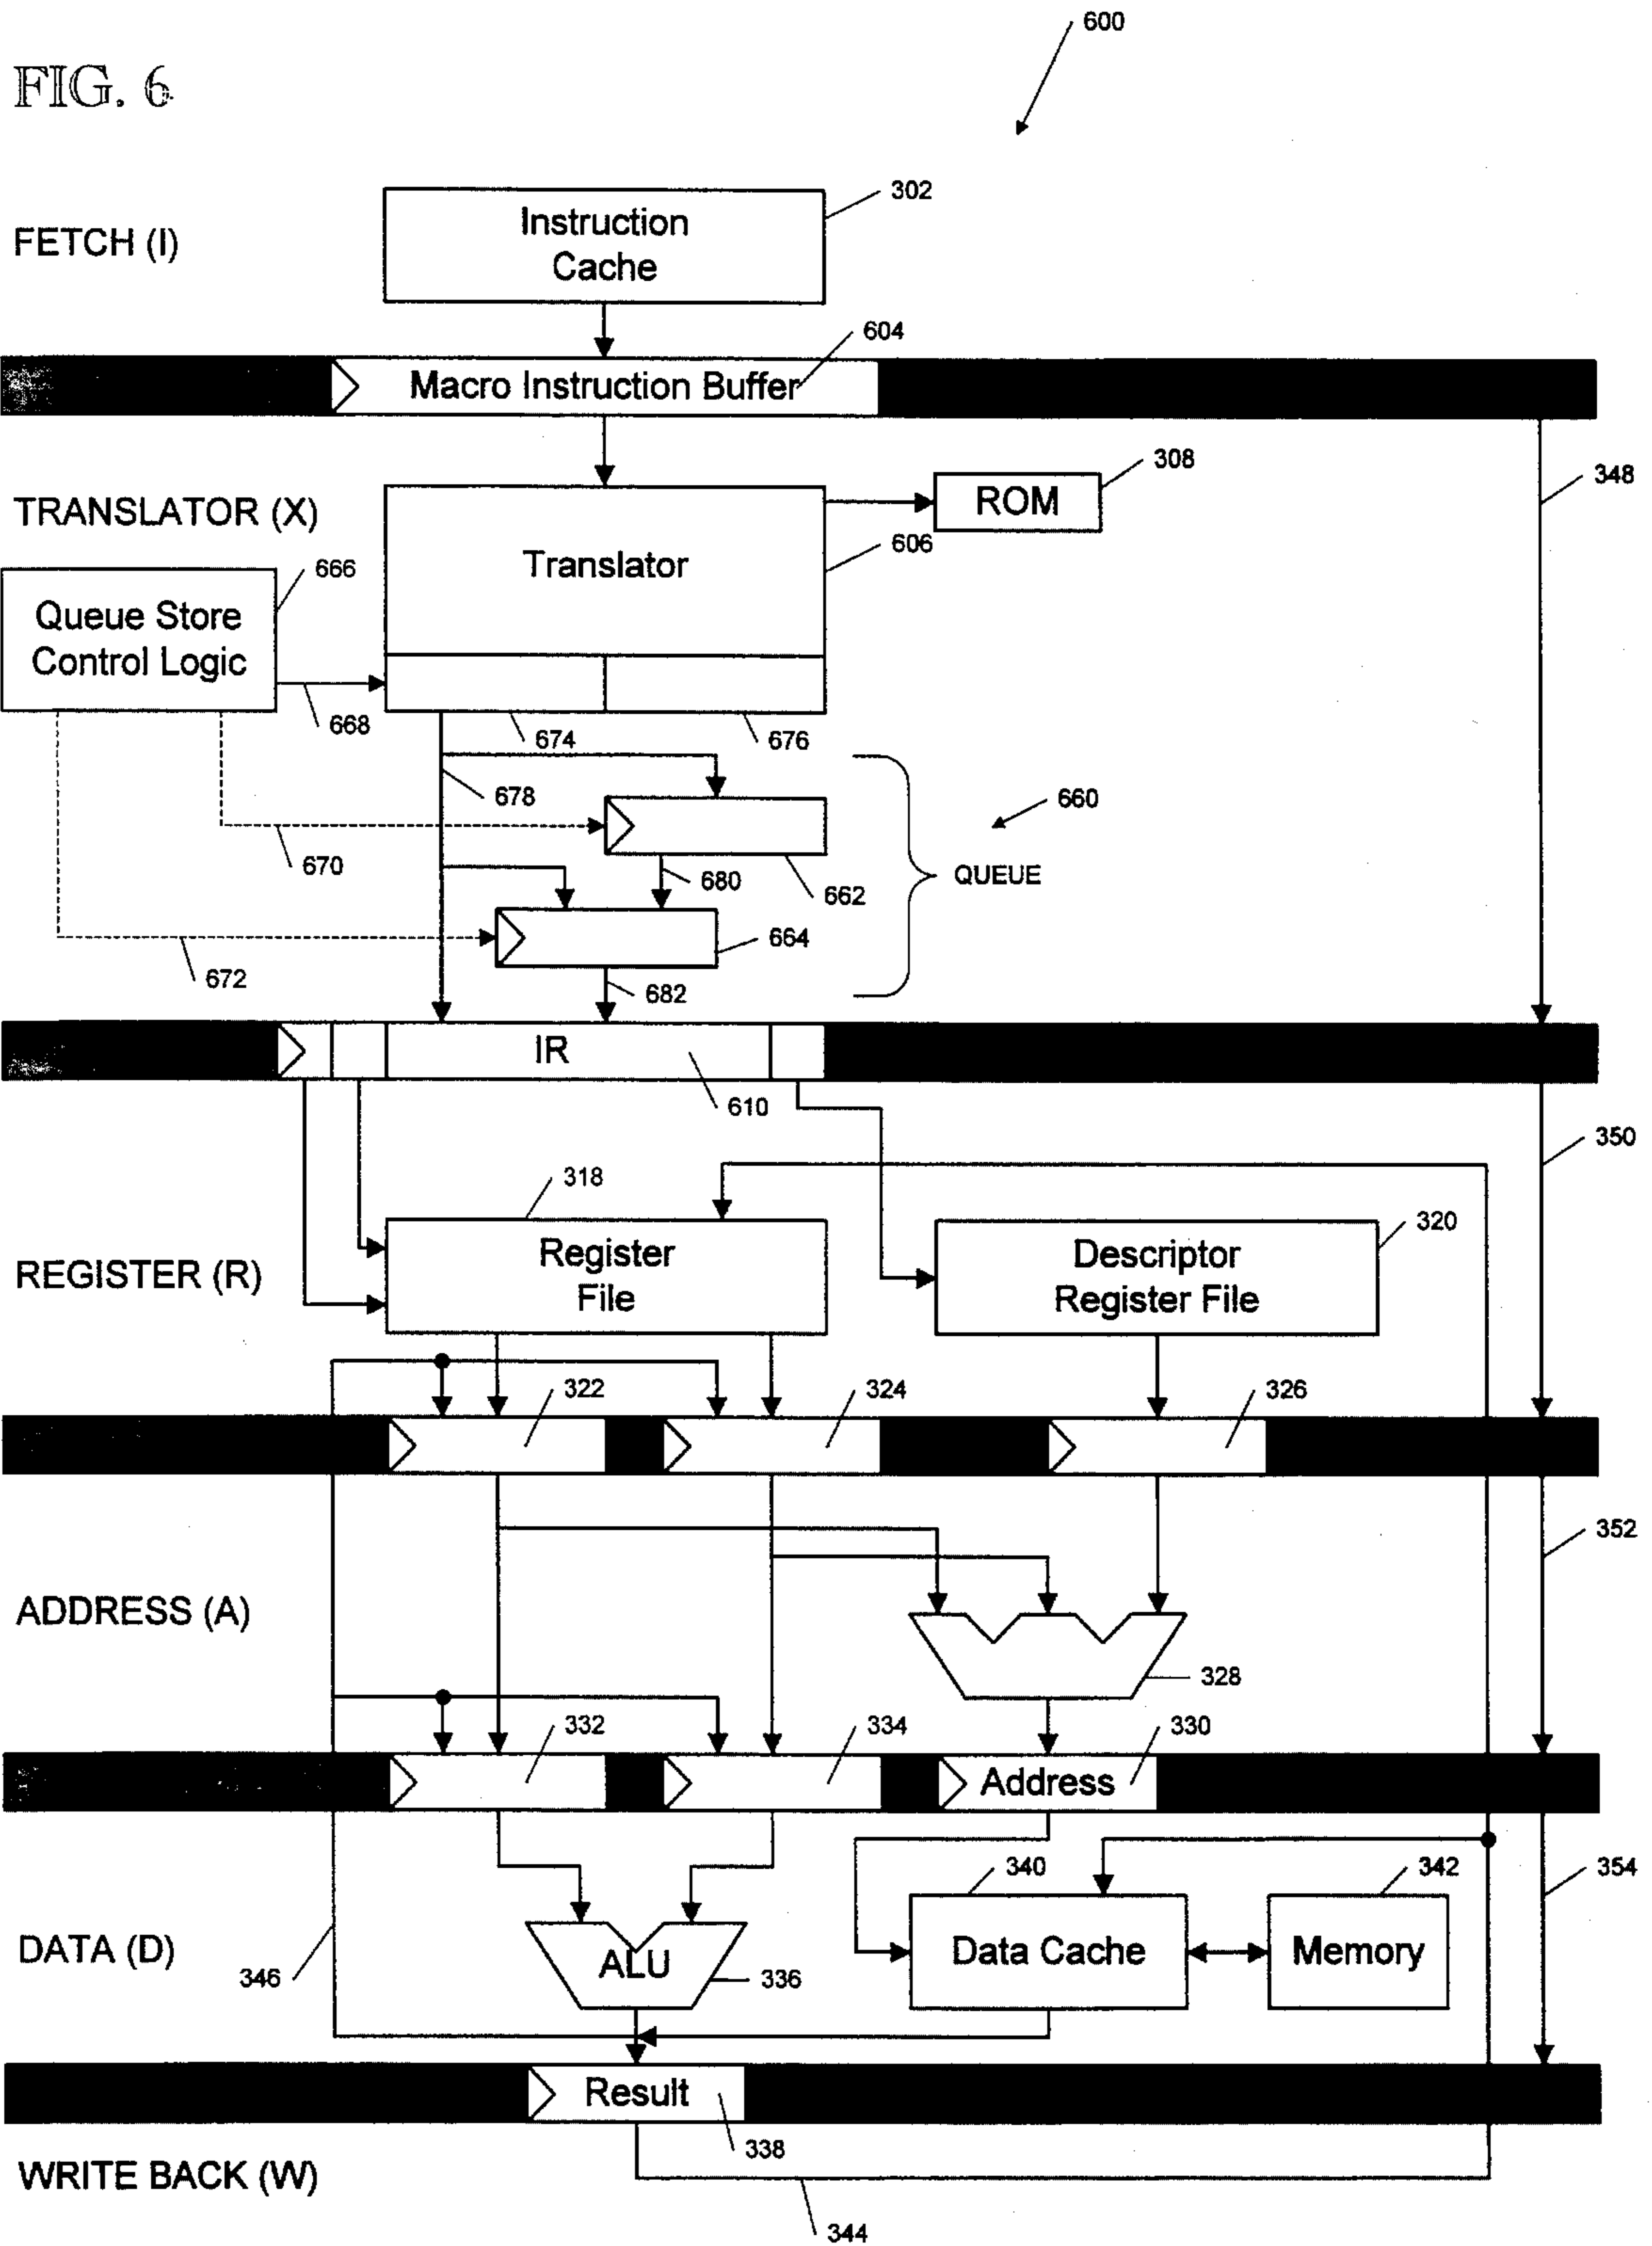 600
FIG. 6
302
Instruction
Cache
FETCH (I)
604
Macro Instruction Buffer
308
ROM
348
TRANSLATOR (X)
606
Translator
666
Queue Store
Control Logic
668
674
676
678
660
670
680
662
QUEUE
664
672
682
IR
610
350
318
320
Register
File
Descriptor
Register File
REGISTER (R)
322
324
326
352
ADDRESS (A)
328
332
334
330
Address
340
342
354
DATA (D)
346
ALU
336
Data Cache
Memory
Result
338
WRITE BACK (W)
344